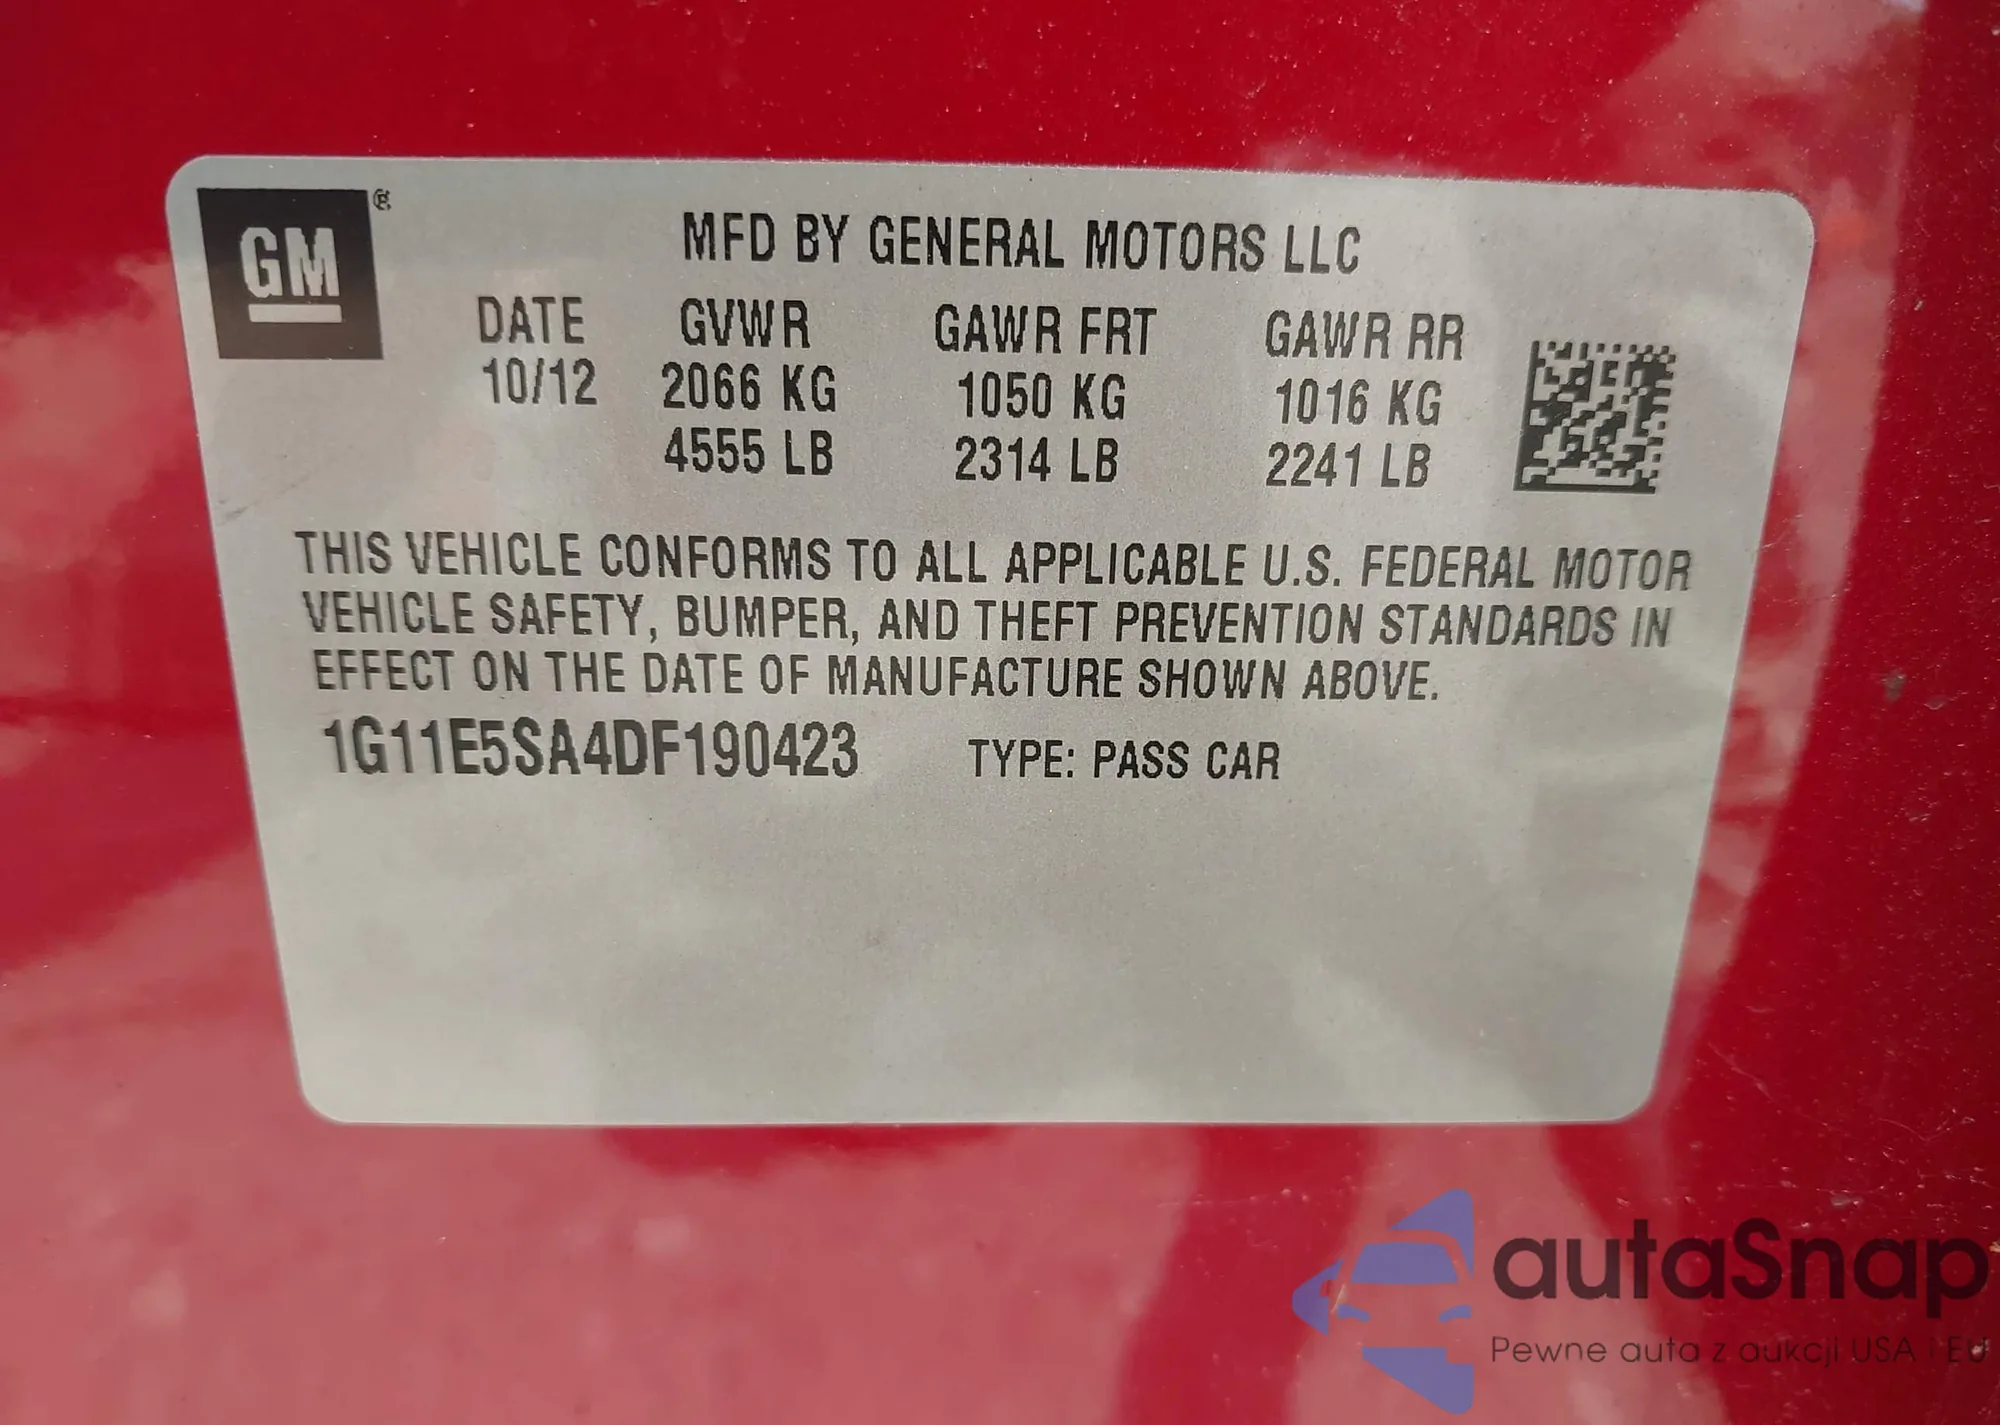 GM ®
MFD BY GENERAL MOTORS LLC
DATE GVWR GAWR FRT GAWR RR
10/12 2066 KG 1050 KG 1016 KG
4555 LB 2314 LB 2241 LB
THIS VEHICLE CONFORMS TO ALL APPLICABLE U.S. FEDERAL MOTOR
VEHICLE SAFETY, BUMPER, AND THEFT PREVENTION STANDARDS IN
EFFECT ON THE DATE OF MANUFACTURE SHOWN ABOVE.
1G11E5SA4DF190423 TYPE: PASS CAR
autaSnap
Pewne auta z aukcji USA i EU